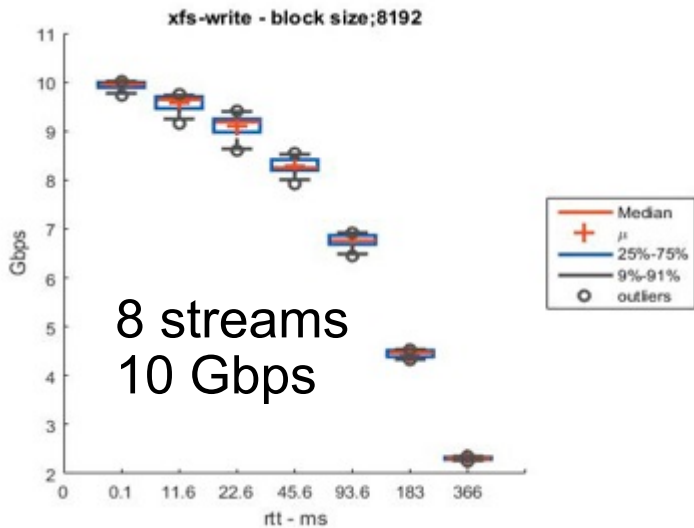 xfs-write - block size;8192
11
10
9
8
7
6
5
4
3
2
Gbps
8 streams
10 Gbps
0 0.1 11.6 22.6 45.6 93.6 183 366
rtt - ms
Median
μ
25%-75%
9%-91%
outliers